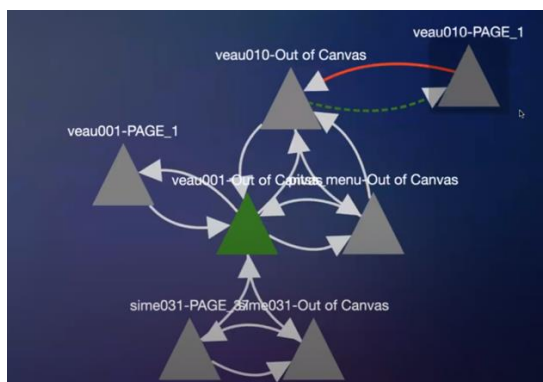 veau010-PAGE_1
veau010-Out of Canvas
veau001-PAGE_1
veau001-Out of Canvas
menu-Out of Canvas
sime031-PAGE_37
sime031-Out of Canvas